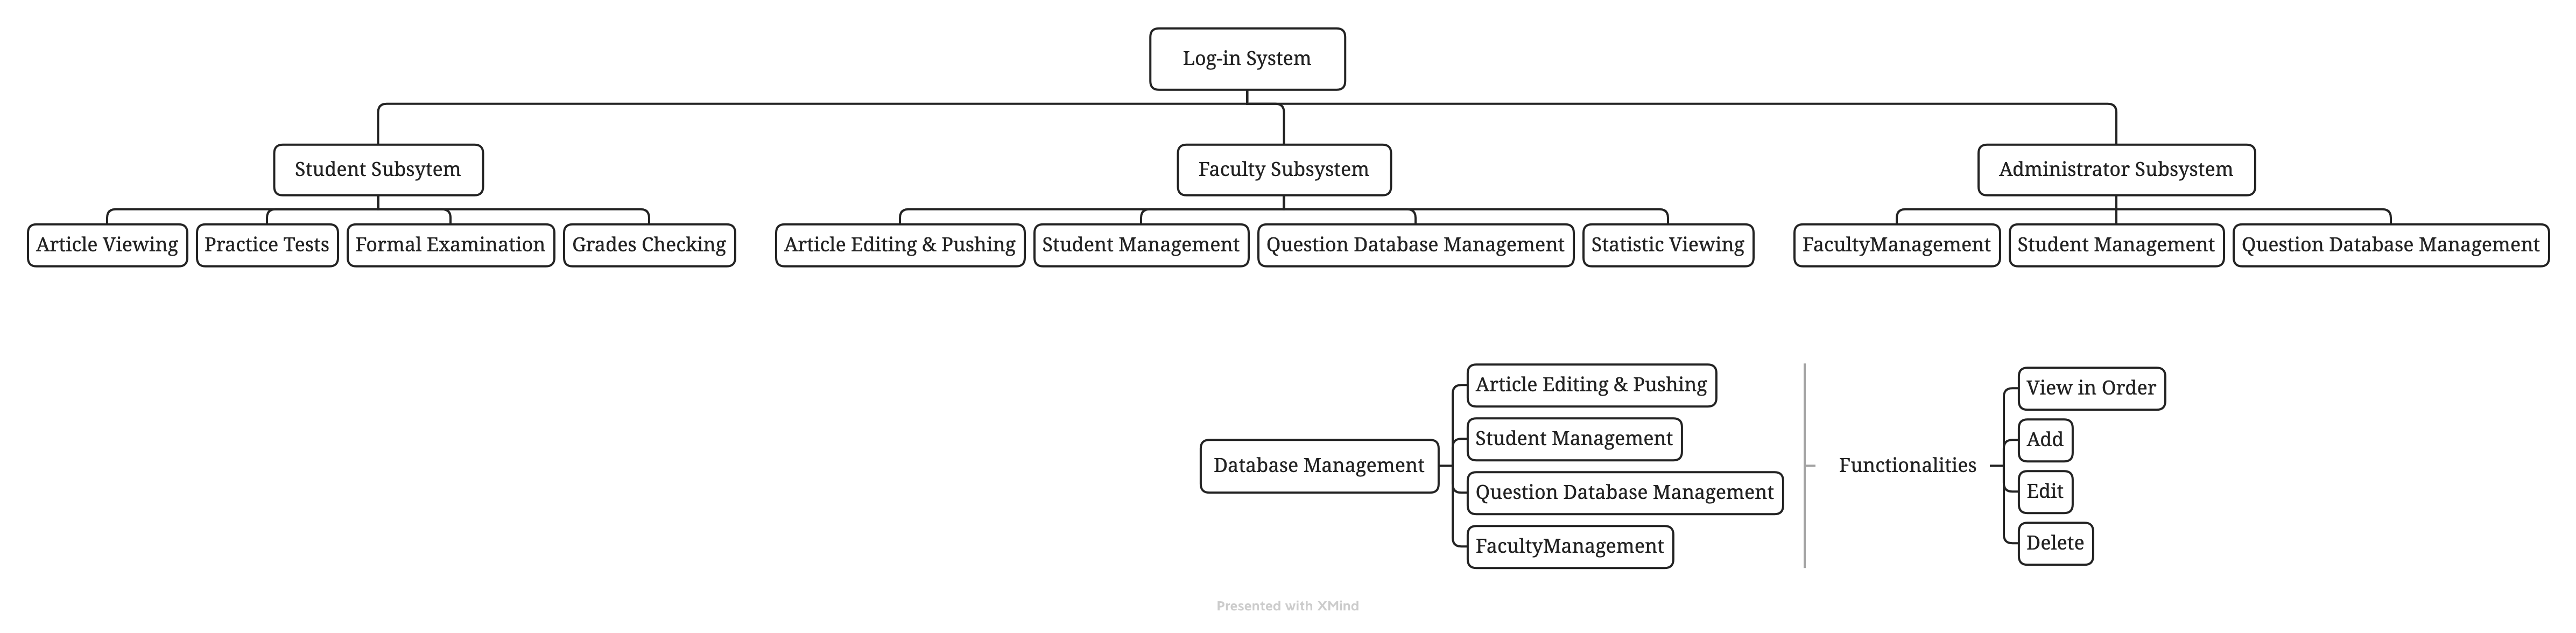 Log-in System
Student Subsytem
Faculty Subsystem
Administrator Subsystem
Article Viewing
Practice Tests
Formal Examination
Grades Checking
Article Editing & Pushing
Student Management
Question Database Management
Statistic Viewing
FacultyManagement
Student Management
Question Database Management
Database Management
Article Editing & Pushing
Student Management
Question Database Management
FacultyManagement
Functionalities
View in Order
Add
Edit
Delete
Presented with XMind